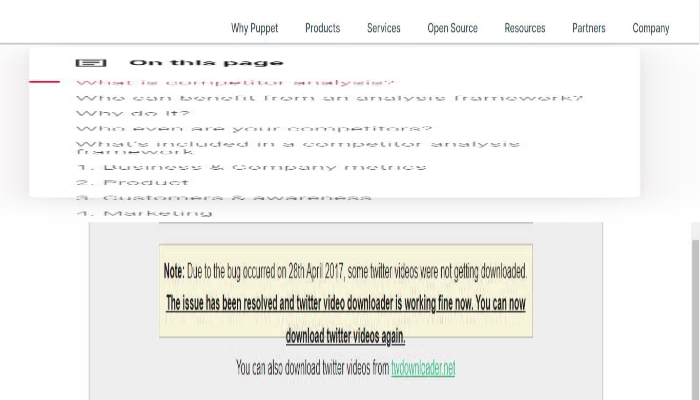 Why Puppet Products Services Open Source Resources Partners Company
On this page
What is competitor analysis?
Who can benefit from an analysis framework?
Why do it?
Who even are your competitors?
What's included in a competitor analysis
framework
1. Business & Company metrics
2. Product
3. Customers & awareness
4. Marketing
Note: Due to the bug occurred on 28th April 2017, some twitter videos were not getting downloaded.
The issue has been resolved and twitter video downloader is working fine now. You can now
download twitter videos again.
You can also download twitter videos from twdownloader.net